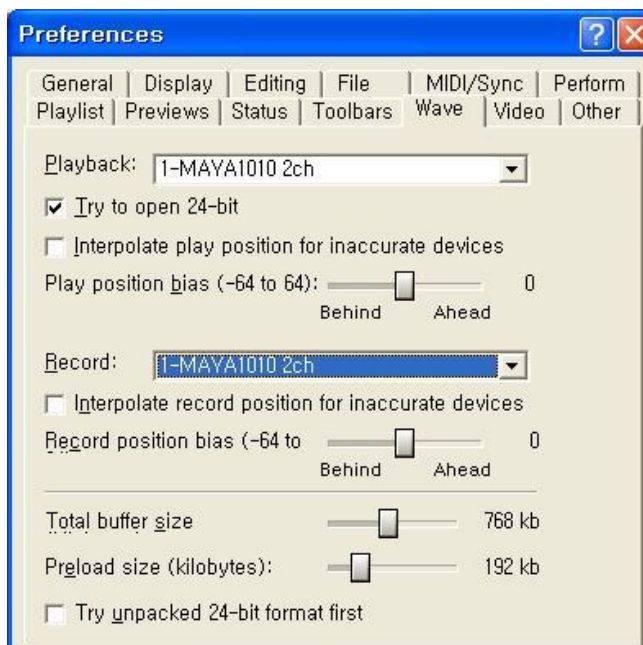 Preferences
General Display Editing File MIDI/Sync Perform
Playlist Previews Status Toolbars Wave Video Other
Playback: 1-MAYA1010 2ch
Try to open 24-bit
Interpolate play position for inaccurate devices
Play position bias (-64 to 64): 0
Behind Ahead
Record: 1-MAYA1010 2ch
Interpolate record position for inaccurate devices
Record position bias (-64 to 0
Behind Ahead
Total buffer size 768 kb
Preload size (kilobytes): 192 kb
Try unpacked 24-bit format first